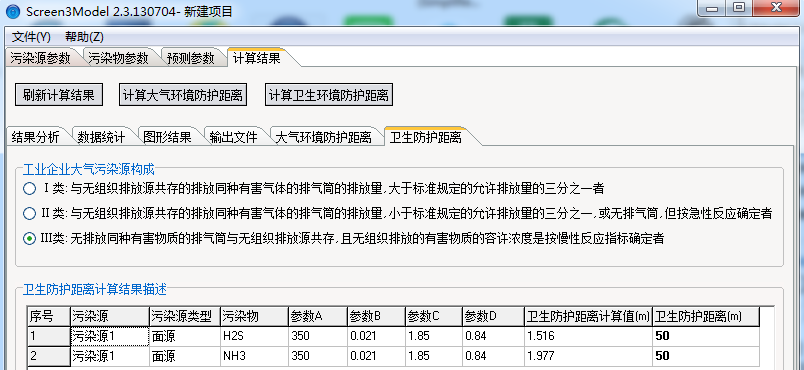 Screen3Model 2.3.130704- 新建项目
文件(Y) 帮助(Z)
污染源参数 污染物参数 预测参数 计算结果
刷新计算结果 计算大气环境防护距离 计算卫生环境防护距离
结果分析 数据统计 图形结果 输出文件 大气环境防护距离 卫生防护距离
工业企业大气污染源构成
I 类: 与无组织排放源共存的排放同种有害气体的排气筒的排放量,大于标准规定的允许排放量的三分之一者
II 类: 与无组织排放源共存的排放同种有害气体的排气筒的排放量,小于标准规定的允许排放量的三分之一,或无排气筒,但按急性反应确定者
III类: 无排放同种有害物质的排气筒与无组织排放源共存,且无组织排放的有害物质的容许浓度是按慢性反应指标确定者
卫生防护距离计算结果描述
序号 污染源 污染源类型 污染物 参数A 参数B 参数C 参数D 卫生防护距离计算值(m) 卫生防护距离(m)
1 污染源1 面源 H2S 350 0.021 1.85 0.84 1.516 50
2 污染源1 面源 NH3 350 0.021 1.85 0.84 1.977 50